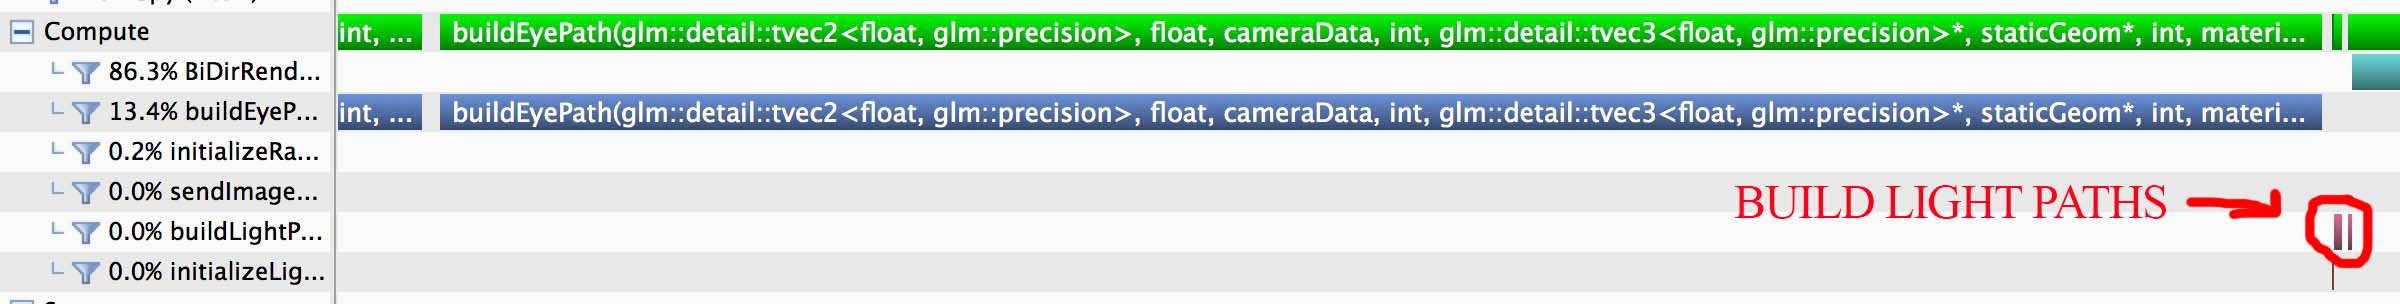 Compute
int, ... buildEyePath(glm::detail::tvec2<float, glm::precision>, float, cameraData, int, glm::detail::tvec3<float, glm::precision>*, staticGeom*, int, materi...
86.3% BiDirRend...
13.4% buildEyeP...
int, ... buildEyePath(glm::detail::tvec2<float, glm::precision>, float, cameraData, int, glm::detail::tvec3<float, glm::precision>*, staticGeom*, int, materi...
0.2% initializeRa...
0.0% sendImage...
BUILD LIGHT PATHS
0.0% buildLightP...
0.0% initializeLig...